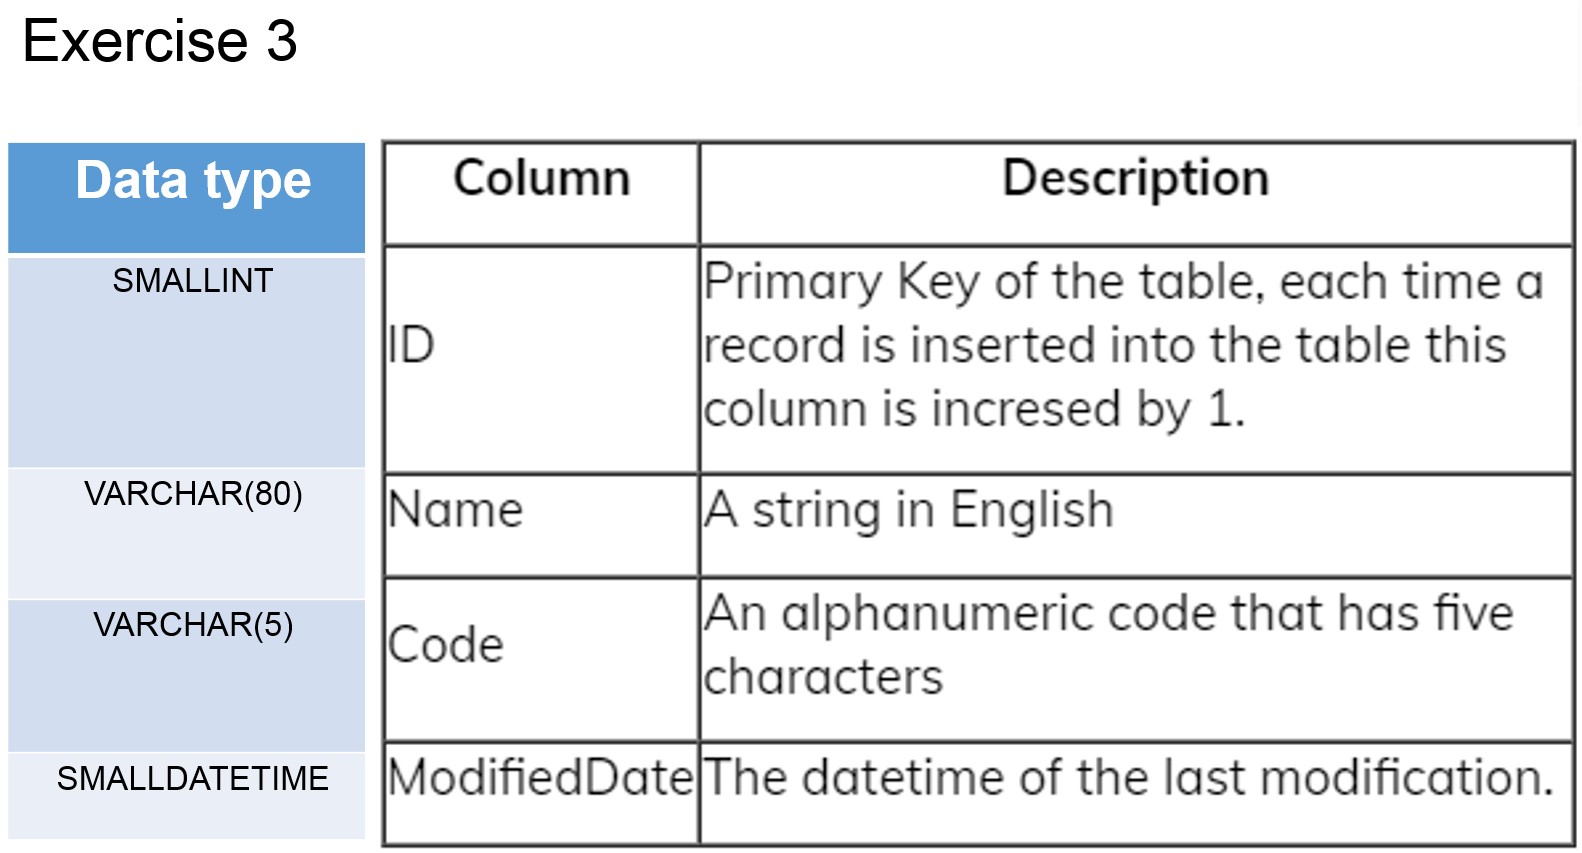 Exercise 3
Data type
Column
Description
SMALLINT
ID
Primary Key of the table, each time a
record is inserted into the table this
column is incresed by 1.
VARCHAR(80)
Name
A string in English
VARCHAR(5)
Code
An alphanumeric code that has five
characters
SMALLDATETIME
ModifiedDate
The datetime of the last modification.